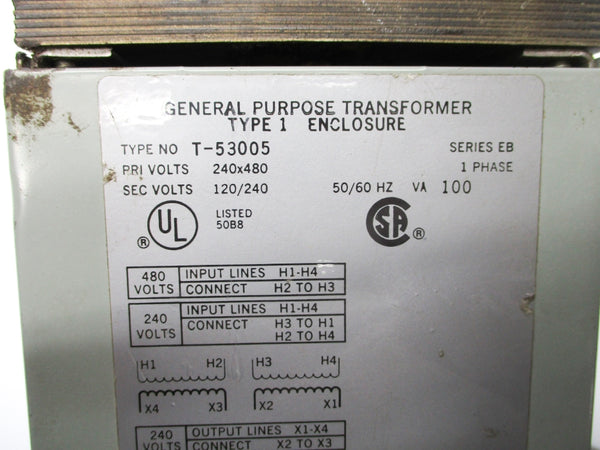 GENERAL PURPOSE TRANSFORMER
TYPE 1 ENCLOSURE
TYPE NO T-53005 SERIES EB
PRI VOLTS 240x480 1 PHASE
SEC VOLTS 120/240 50/60 HZ VA 100
UL ® LISTED
50B8
SA ®
480 VOLTS INPUT LINES H1-H4
CONNECT H2 TO H3
240 VOLTS INPUT LINES H1-H4
CONNECT H3 TO H1
H2 TO H4
H1 H2 H3 H4
X4 X3 X2 X1
240 VOLTS OUTPUT LINES X1-X4
CONNECT X2 TO X3